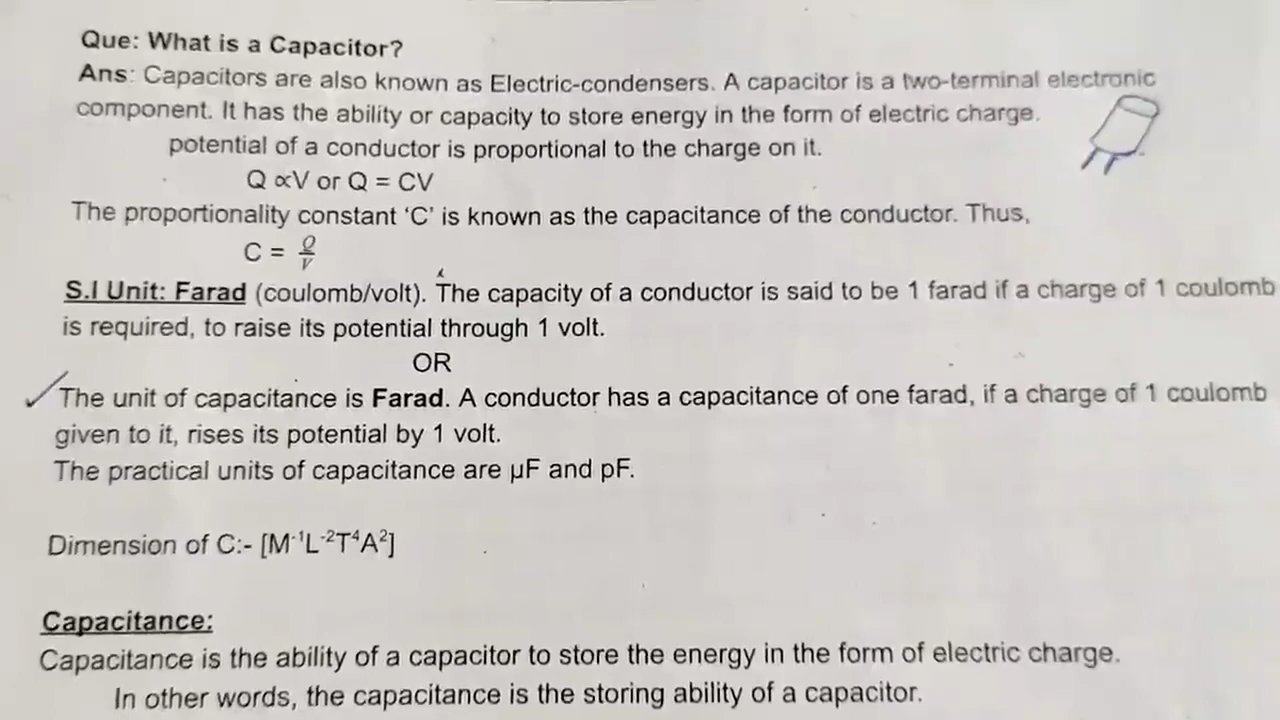 Que: What is a Capacitor?
Ans: Capacitors are also known as Electric-condensers. A capacitor is a two-terminal electronic
component. It has the ability or capacity to store energy in the form of electric charge.
potential of a conductor is proportional to the charge on it.
Q ∝V or Q = CV
The proportionality constant ‘C’ is known as the capacitance of the conductor. Thus,
C = Q/V
S.I Unit: Farad (coulomb/volt). The capacity of a conductor is said to be 1 farad if a charge of 1 coulomb
is required, to raise its potential through 1 volt.
OR
The unit of capacitance is Farad. A conductor has a capacitance of one farad, if a charge of 1 coulomb
given to it, rises its potential by 1 volt.
The practical units of capacitance are μF and pF.
Dimension of C:- [M⁻¹L⁻²T⁴A²]
Capacitance:
Capacitance is the ability of a capacitor to store the energy in the form of electric charge.
In other words, the capacitance is the storing ability of a capacitor.